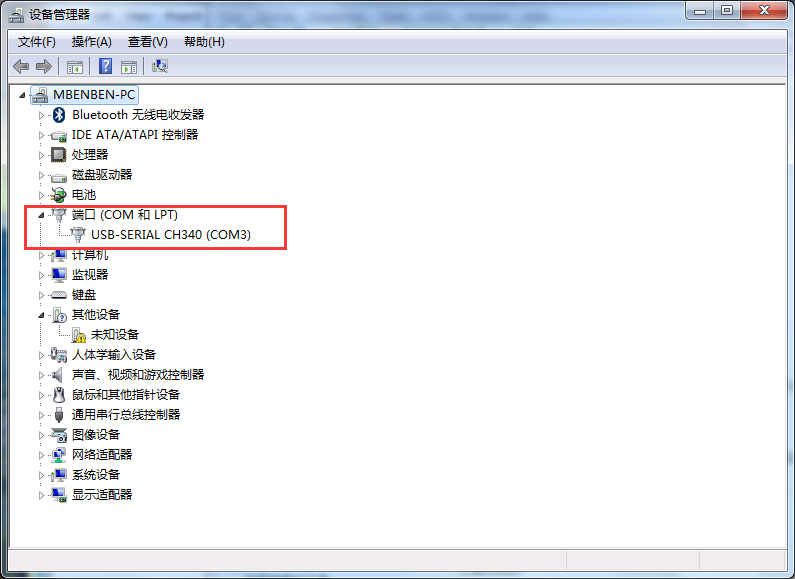 设备管理器
文件(F) 操作(A) 查看(V) 帮助(H)
MBENBEN-PC
Bluetooth 无线电收发器
IDE ATA/ATAPI 控制器
处理器
磁盘驱动器
电池
端口 (COM 和 LPT)
USB-SERIAL CH340 (COM3)
计算机
监视器
键盘
其他设备
未知设备
人体学输入设备
声音、视频和游戏控制器
鼠标和其他指针设备
通用串行总线控制器
图像设备
网络适配器
系统设备
显示适配器